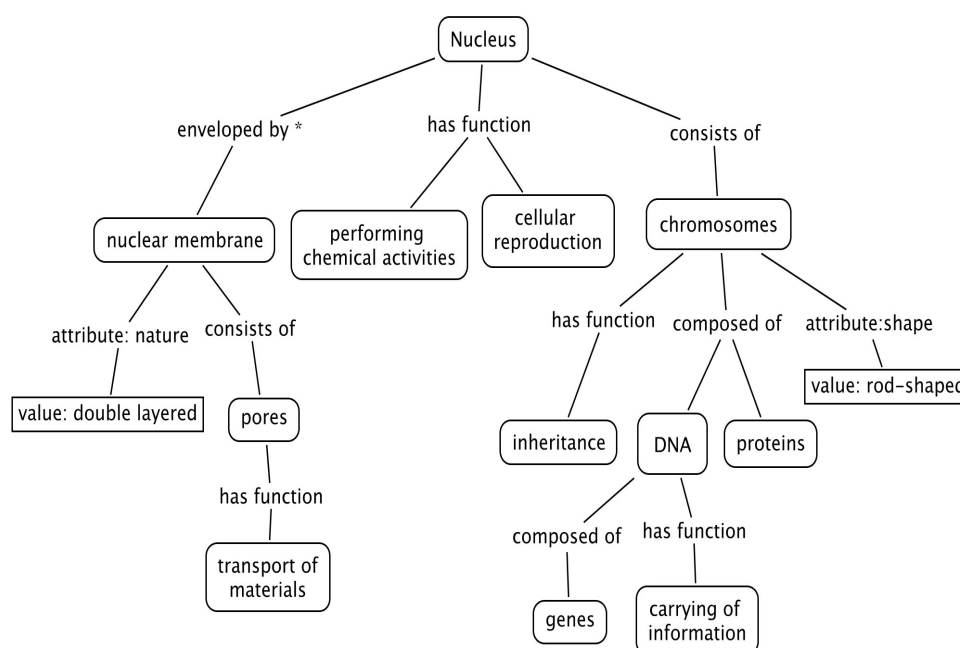 Nucleus
enveloped by *
has function
consists of
performing
chemical activities
cellular
reproduction
nuclear membrane
chromosomes
attribute: nature
consists of
has function
composed of
attribute:shape
value: double layered
pores
value: rod-shaped
inheritance
DNA
proteins
has function
composed of
has function
transport of
materials
genes
carrying of
information